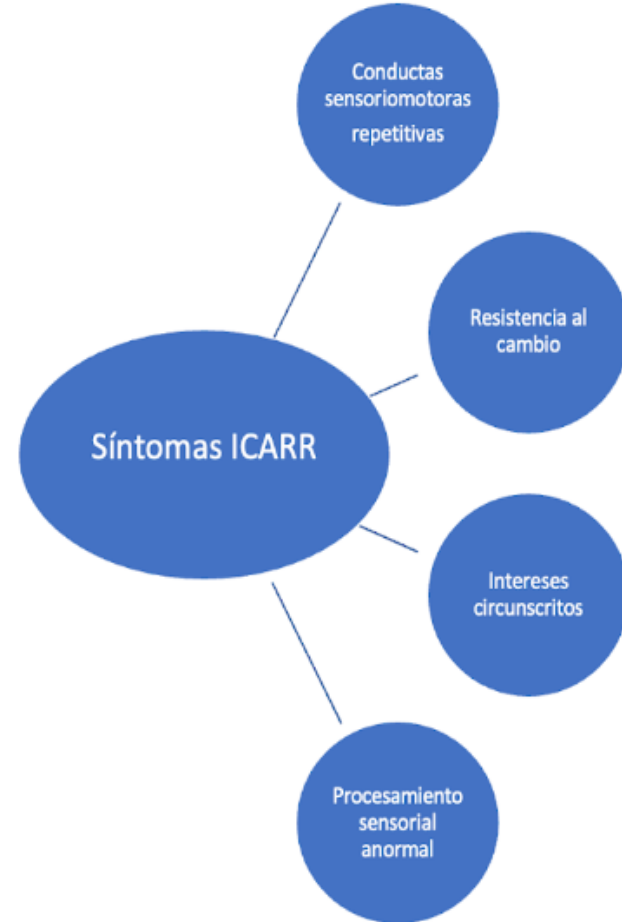 Conductas
sensoriomotoras
repetitivas
Resistencia al
cambio
Síntomas ICARR
Intereses
circunscritos
Procesamiento
sensorial
anormal